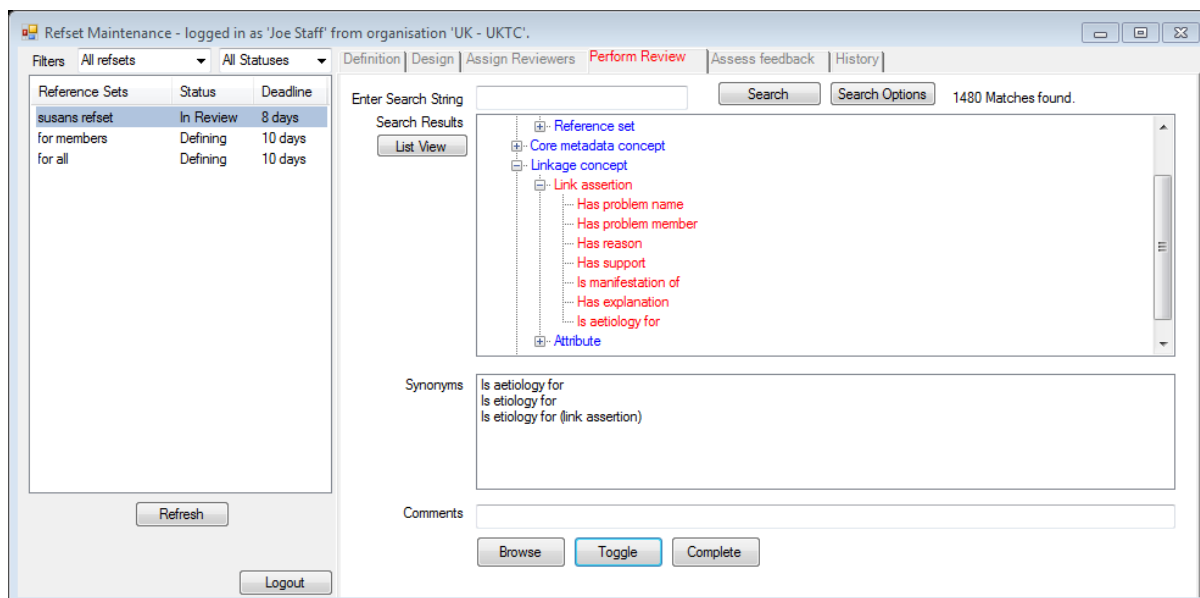 Refset Maintenance - logged in as 'Joe Staff' from organisation 'UK - UKTC'.
Filters All refsets All Statuses
Definition Design Assign Reviewers Perform Review Assess feedback History
Reference Sets Status Deadline
susans refset In Review 8 days
for members Defining 10 days
for all Defining 10 days
Refresh
Logout
Enter Search String Search Search Options 1480 Matches found.
Search Results
List View
Reference set
Core metadata concept
Linkage concept
Link assertion
Has problem name
Has problem member
Has reason
Has support
Is manifestation of
Has explanation
Is aetiology for
Attribute
Synonyms
Is aetiology for
Is etiology for
Is etiology for (link assertion)
Comments
Browse Toggle Complete